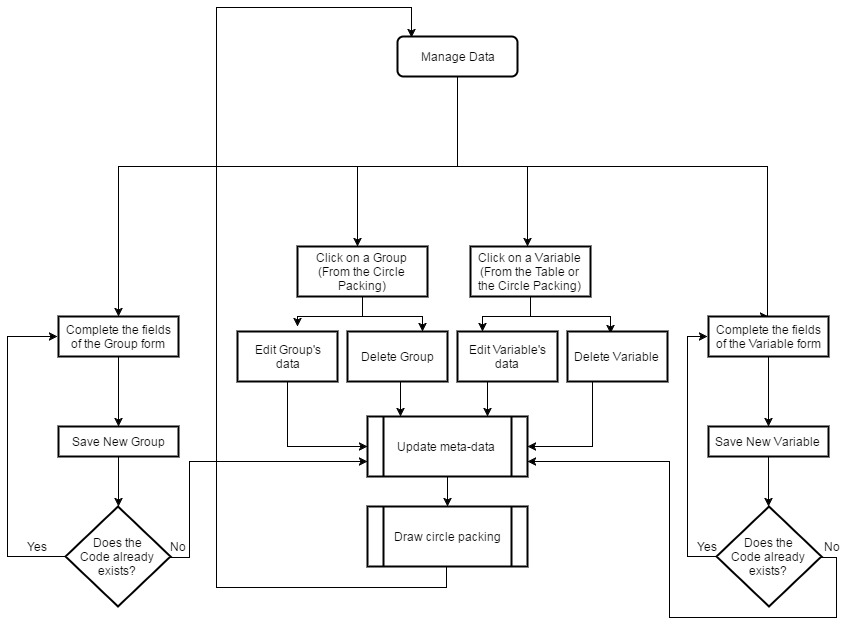 Manage Data
Click on a Group
(From the Circle
Packing)
Click on a Variable
(From the Table or
the Circle Packing)
Complete the fields
of the Group form
Edit Group's
data
Delete Group
Edit Variable's
data
Delete Variable
Complete the fields
of the Variable form
Save New Group
Update meta-data
Save New Variable
Yes
Does the
Code already
exists?
No
Draw circle packing
Yes
Does the
Code already
exists?
No